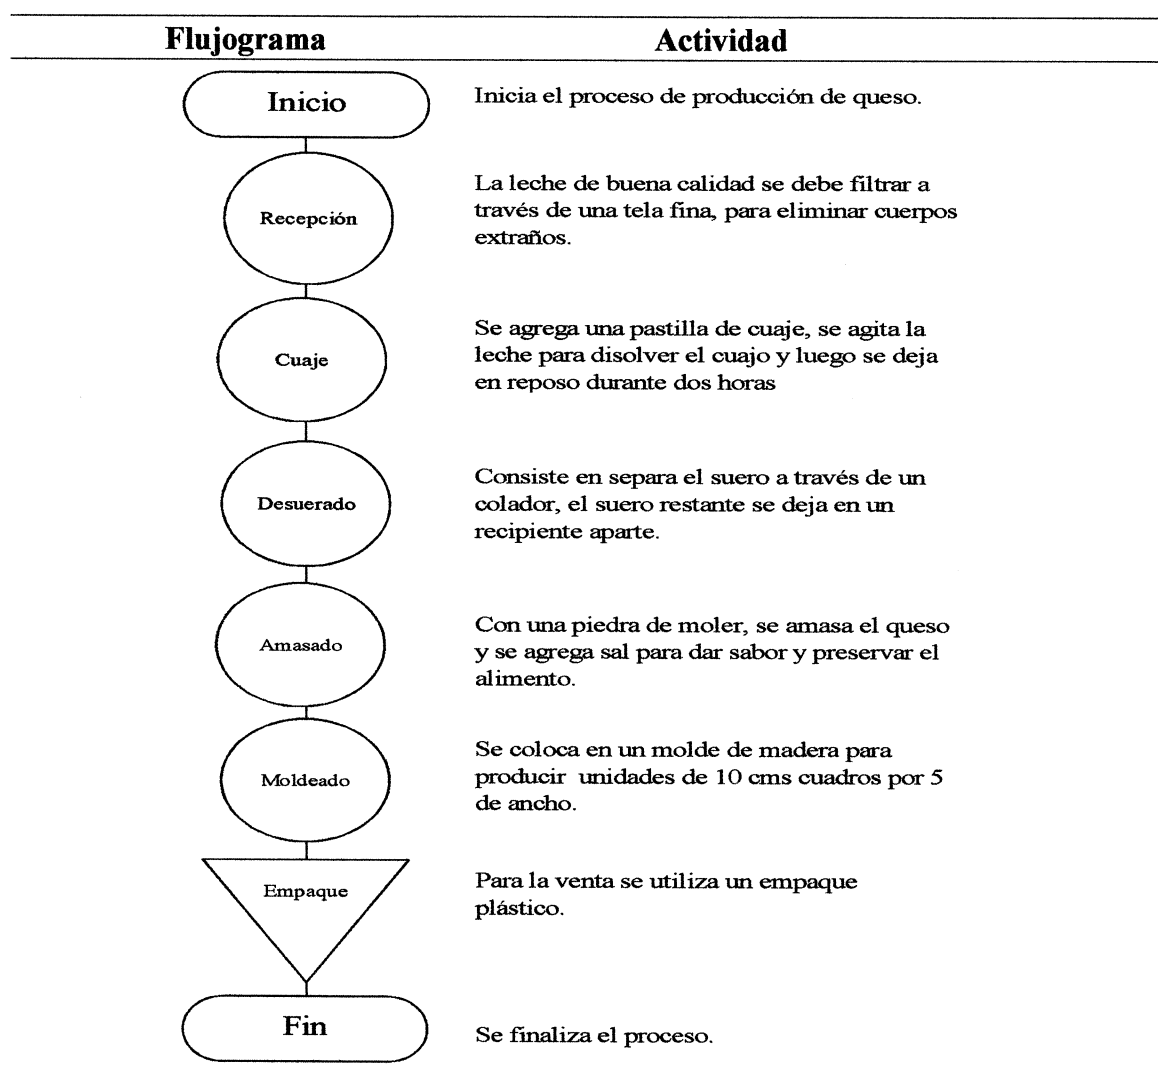 Flujograma Actividad
Inicio
Inicia el proceso de producción de queso.
Recepción
La leche de buena calidad se debe filtrar a
través de una tela fina, para eliminar cuerpos
extraños.
Cuaje
Se agrega una pastilla de cuaje, se agita la
leche para disolver el cuajo y luego se deja
en reposo durante dos horas
Desuerado
Consiste en separa el suero a través de un
colador, el suero restante se deja en un
recipiente aparte.
Amasado
Con una piedra de moler, se amasa el queso
y se agrega sal para dar sabor y preservar el
alimento.
Moldeado
Se coloca en un molde de madera para
producir unidades de 10 cms cuadros por 5
de ancho.
Empaque
Para la venta se utiliza un empaque
plástico.
Fin
Se finaliza el proceso.